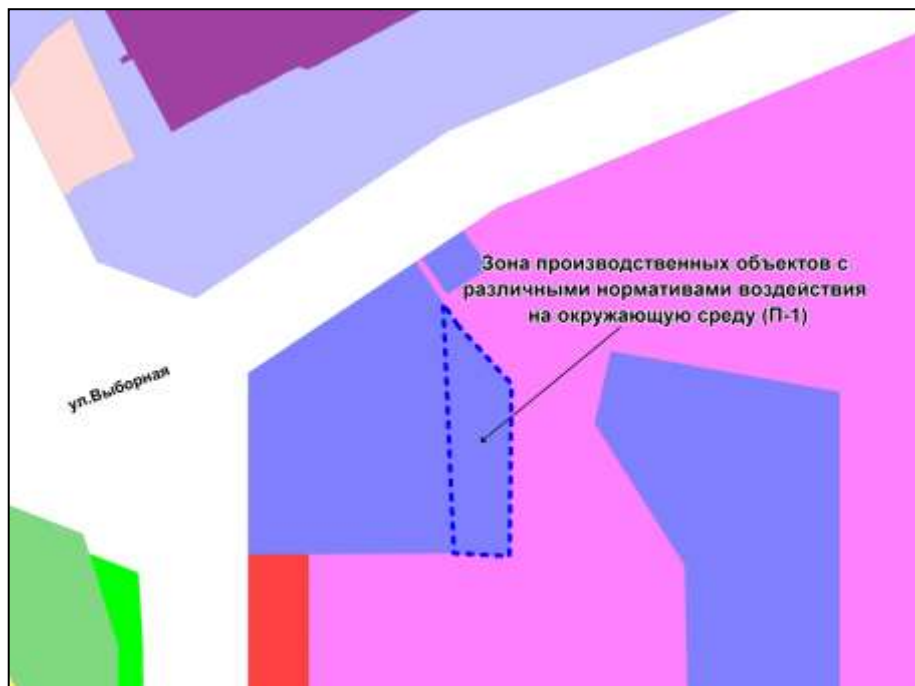 Зона производственных объектов с
различными нормативами воздействия
на окружающую среду (П-1)
ул.Выборная